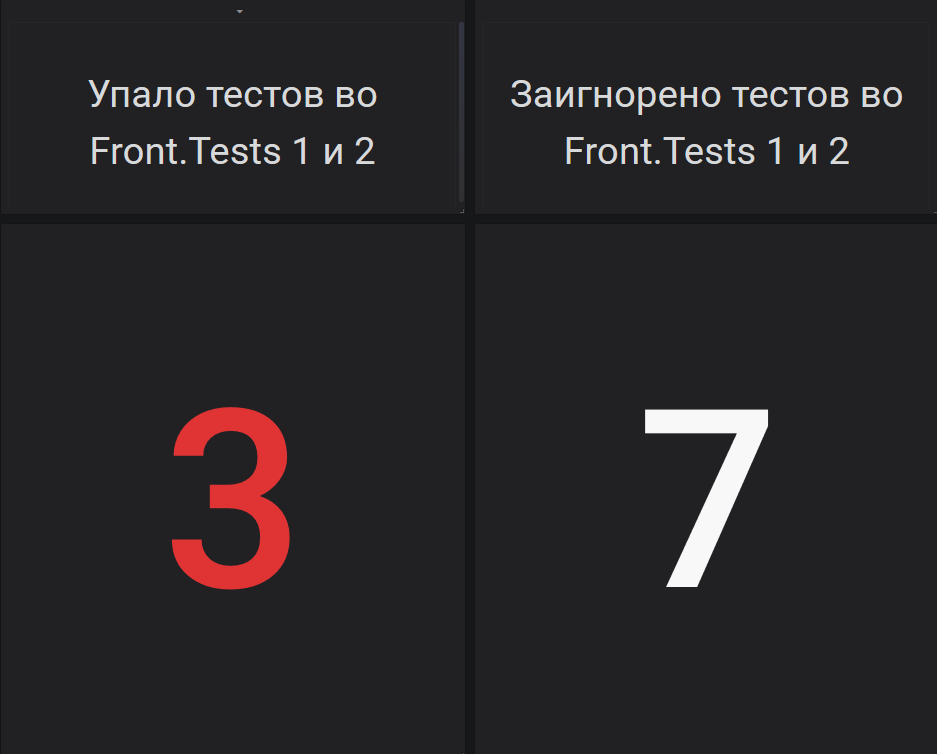 Упало тестов во
Front.Tests 1 и 2
Заигнорено тестов во
Front.Tests 1 и 2
3
7